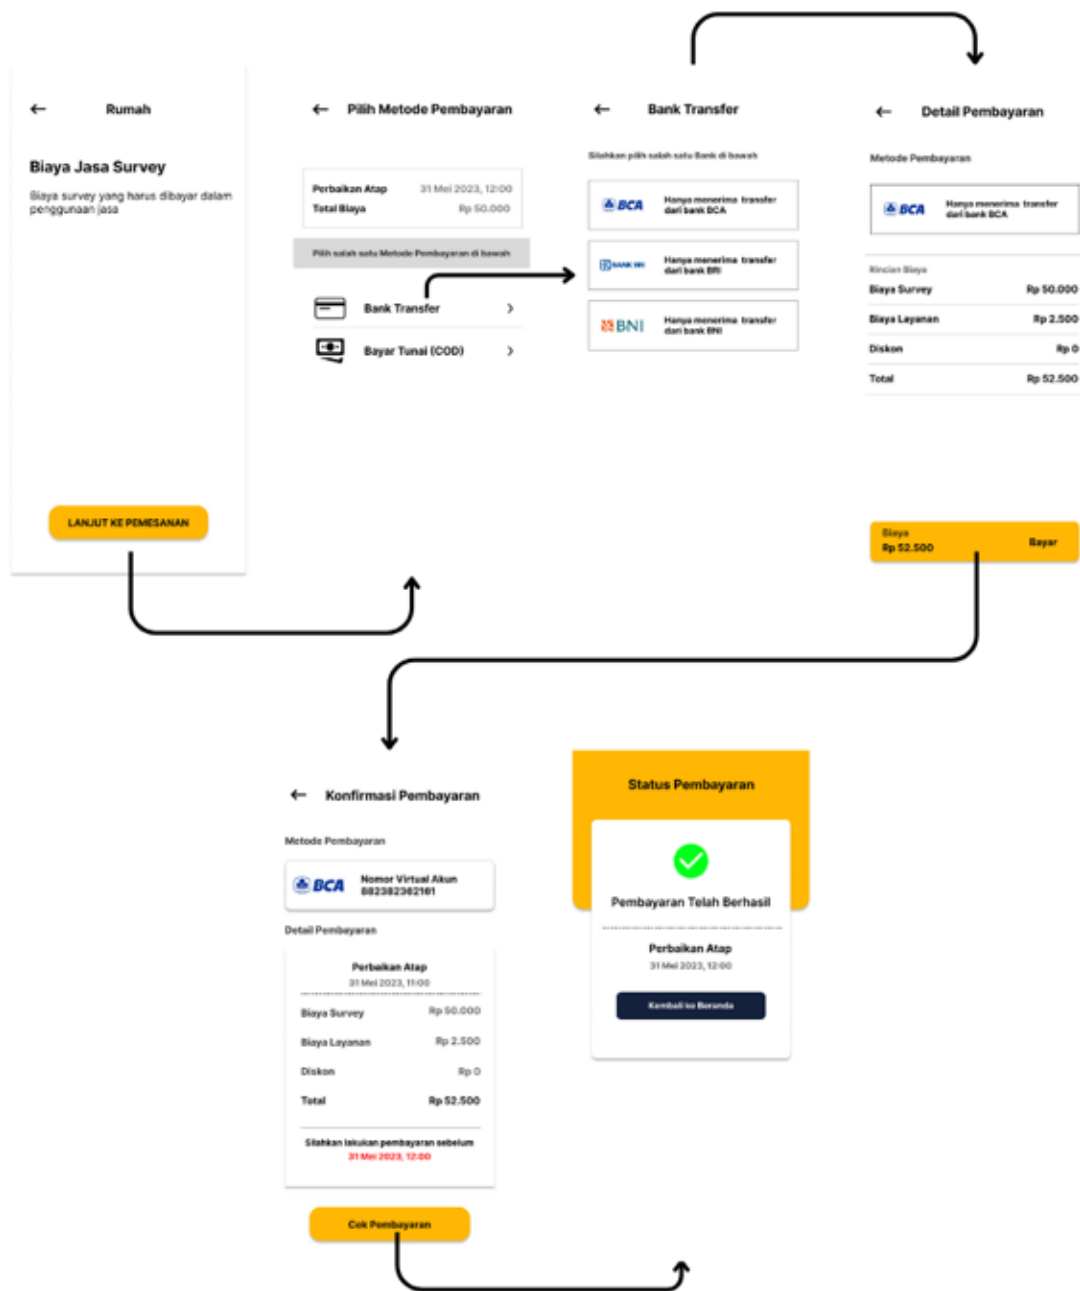 Rumah
Biaya Jasa Survey
Biaya survey yang harus dibayar dalam
penggunaan jasa
LANJUT KE PEMESANAN
Pilih Metode Pembayaran
Perbaikan Atap 31 Mei 2023, 12:00
Total Biaya Rp 50.000
Pilih salah satu Metode Pembayaran di bawah
Bank Transfer
Bayar Tunai (COD)
Bank Transfer
Silahkan pilih salah satu Bank di bawah
BCA
Hanya menerima transfer
dari bank BCA
BANK BRI
Hanya menerima transfer
dari bank BRI
BNI
Hanya menerima transfer
dari bank BNI
Detail Pembayaran
Metode Pembayaran
BCA
Hanya menerima transfer
dari bank BCA
Rincian Biaya
Biaya Survey Rp 50.000
Biaya Layanan Rp 2.500
Diskon Rp 0
Total Rp 52.500
Biaya
Rp 52.500
Bayar
Konfirmasi Pembayaran
Metode Pembayaran
BCA
Nomor Virtual Akun
882382362161
Detail Pembayaran
Perbaikan Atap
31 Mei 2023, 11:00
Biaya Survey Rp 50.000
Biaya Layanan Rp 2.500
Diskon Rp 0
Total Rp 52.500
Silahkan lakukan pembayaran sebelum
31 Mei 2023, 12:00
Cek Pembayaran
Status Pembayaran
Pembayaran Telah Berhasil
Perbaikan Atap
31 Mei 2023, 12:00
Kembali ke Beranda